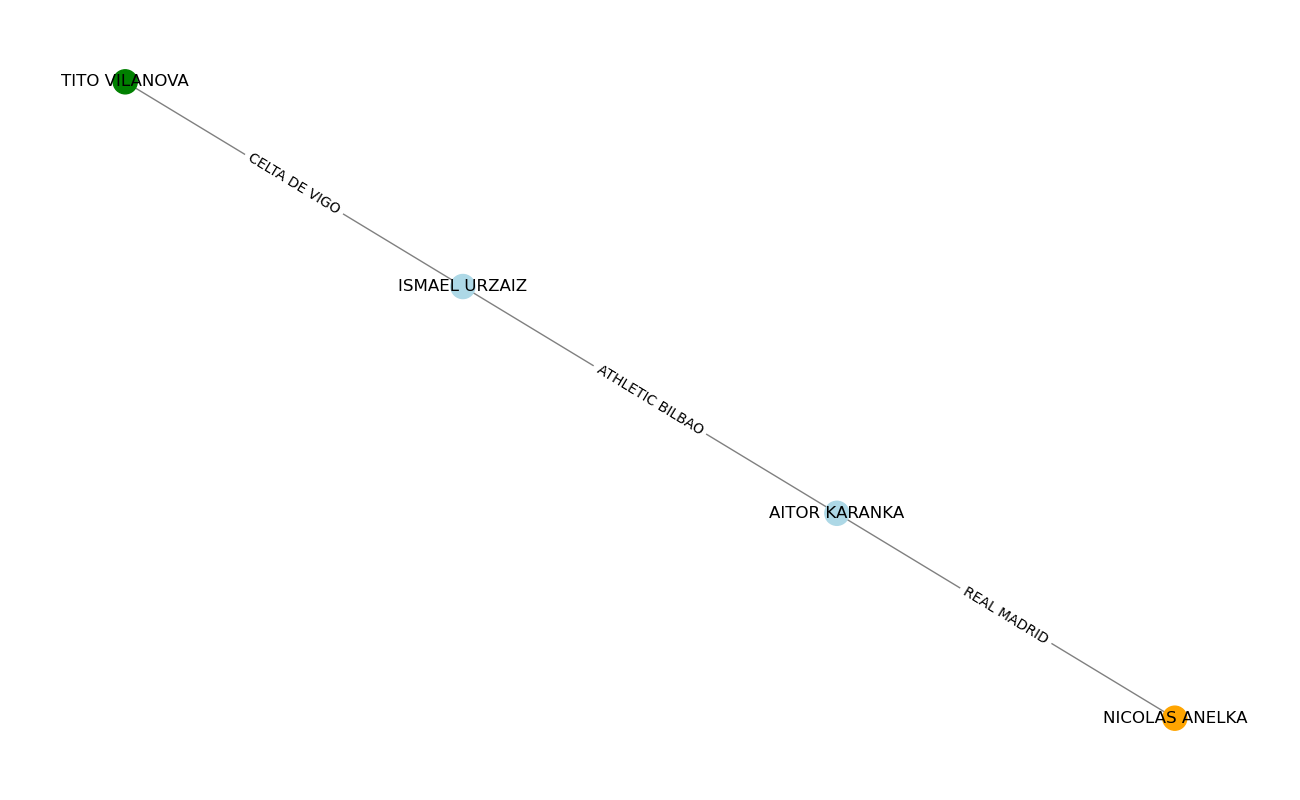 TITO VILANOVA
CELTA DE VIGO
ISMAEL URZAIZ
ATHLETIC BILBAO
AITOR KARANKA
REAL MADRID
NICOLAS ANELKA